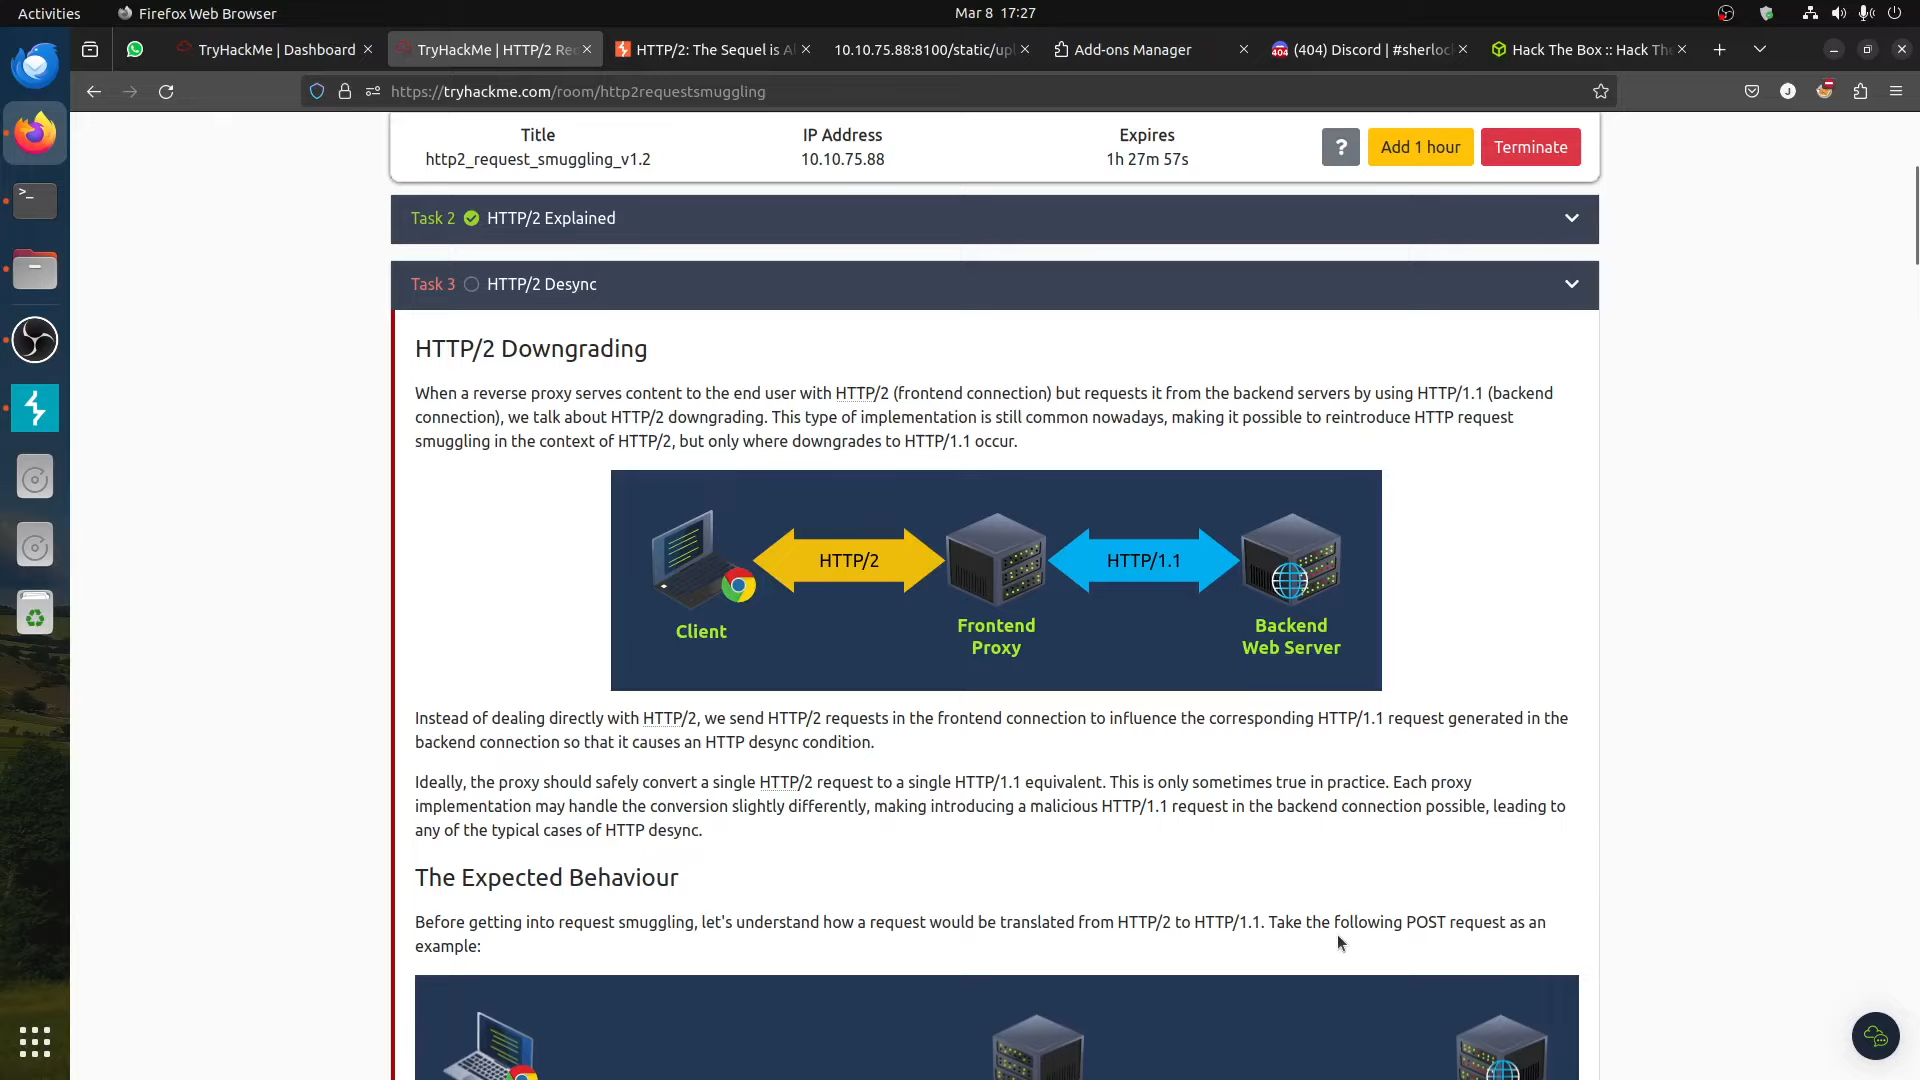 Activities
Firefox Web Browser
Mar 8 17:27
TryHackMe | Dashboard
TryHackMe | HTTP/2 Re
HTTP/2: The Sequel is Al
10.10.75.88:8100/static/upl
Add-ons Manager
(404) Discord | #sherloc
Hack The Box :: Hack The
https://tryhackme.com/room/http2requestsmuggling
Title
IP Address
Expires
http2_request_smuggling_v1.2
10.10.75.88
1h 27m 57s
?
Add 1 hour
Terminate
Task 2 HTTP/2 Explained
Task 3 HTTP/2 Desync
HTTP/2 Downgrading
When a reverse proxy serves content to the end user with HTTP/2 (frontend connection) but requests it from the backend servers by using HTTP/1.1 (backend
connection), we talk about HTTP/2 downgrading. This type of implementation is still common nowadays, making it possible to reintroduce HTTP request
smuggling in the context of HTTP/2, but only where downgrades to HTTP/1.1 occur.
HTTP/2
HTTP/1.1
Client
Frontend
Proxy
Backend
Web Server
Instead of dealing directly with HTTP/2, we send HTTP/2 requests in the frontend connection to influence the corresponding HTTP/1.1 request generated in the
backend connection so that it causes an HTTP desync condition.
Ideally, the proxy should safely convert a single HTTP/2 request to a single HTTP/1.1 equivalent. This is only sometimes true in practice. Each proxy
implementation may handle the conversion slightly differently, making introducing a malicious HTTP/1.1 request in the backend connection possible, leading to
any of the typical cases of HTTP desync.
The Expected Behaviour
Before getting into request smuggling, let's understand how a request would be translated from HTTP/2 to HTTP/1.1. Take the following POST request as an
example: